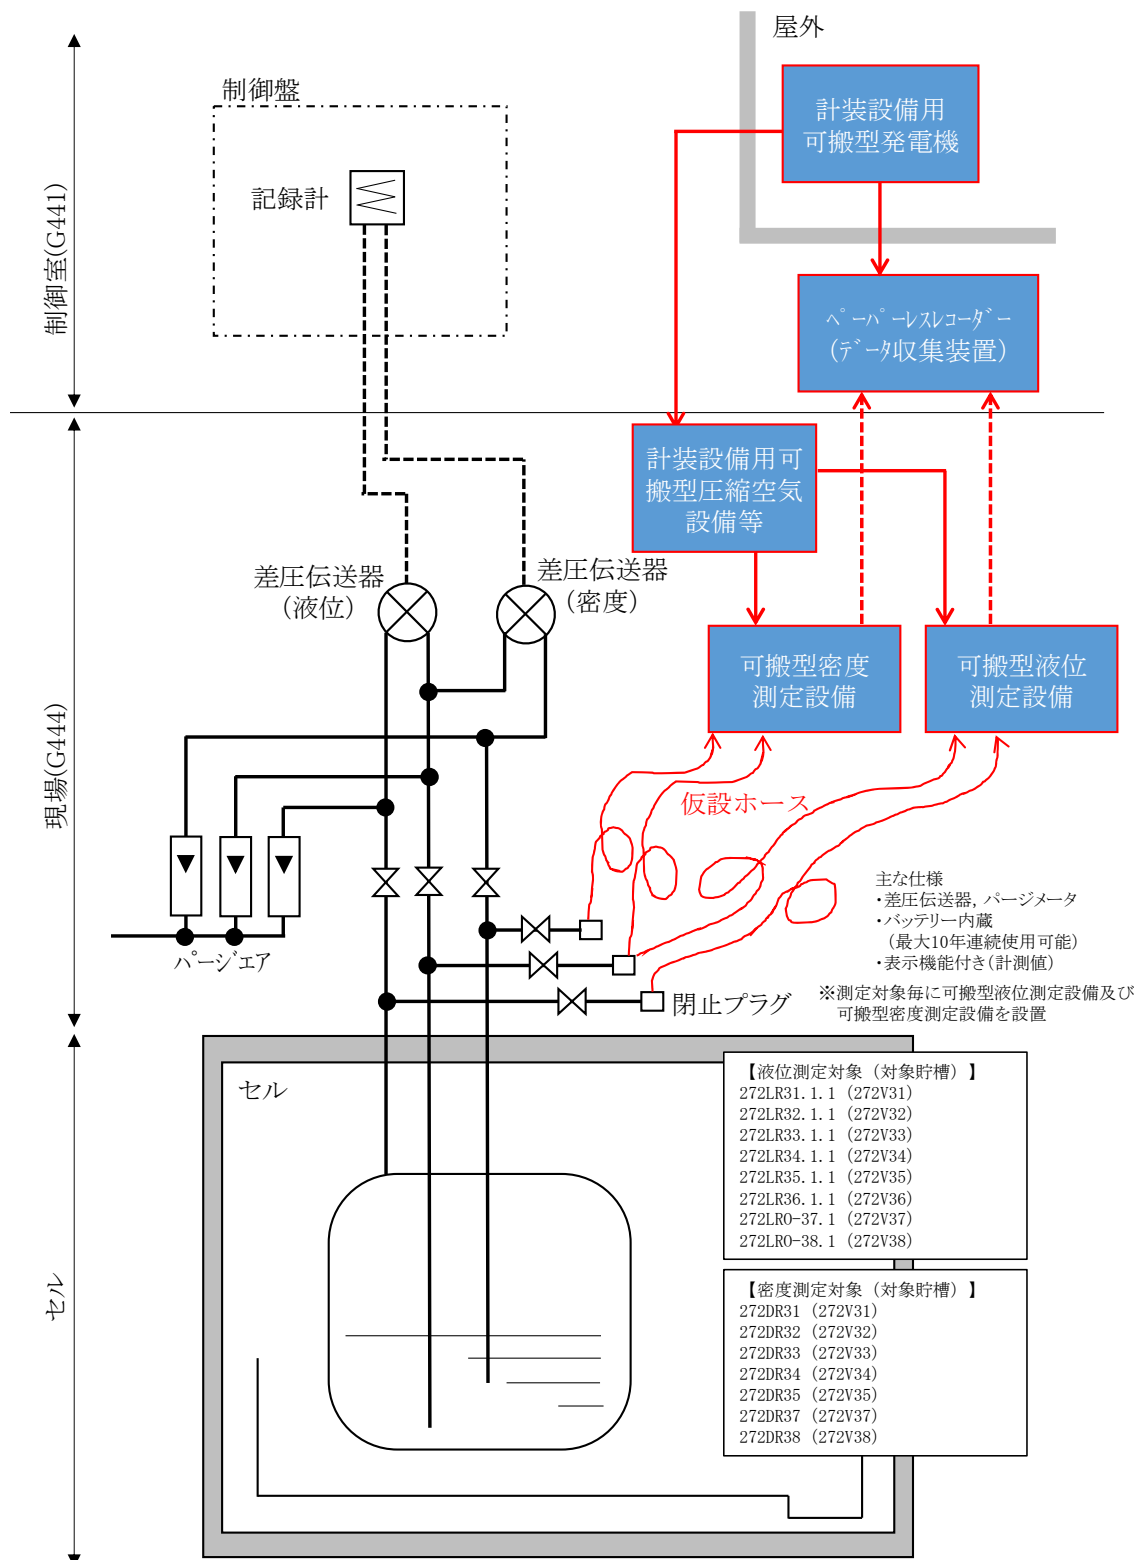 屋外
制御盤
計装設備用
可搬型発電機
記録計
制御室(G441)
ﾍﾟｰﾊﾟｰﾚｽﾚｺｰﾀﾞｰ
(ﾃﾞｰﾀ収集装置)
計装設備用可
搬型圧縮空気
設備等
差圧伝送器
(液位)
差圧伝送器
(密度)
可搬型密度
測定設備
可搬型液位
測定設備
現場(G444)
仮設ホース
主な仕様
・差圧伝送器, パージメータ
・バッテリー内蔵
(最大10年連続使用可能)
・表示機能付き(計測値)
パージエア
閉止プラグ
※測定対象毎に可搬型液位測定設備及び
可搬型密度測定設備を設置
セル
セル
【液位測定対象（対象貯槽）】
272LR31.1.1 (272V31)
272LR32.1.1 (272V32)
272LR33.1.1 (272V33)
272LR34.1.1 (272V34)
272LR35.1.1 (272V35)
272LR36.1.1 (272V36)
272LRO-37.1 (272V37)
272LRO-38.1 (272V38)
【密度測定対象（対象貯槽）】
272DR31 (272V31)
272DR32 (272V32)
272DR33 (272V33)
272DR34 (272V34)
272DR35 (272V35)
272DR37 (272V37)
272DR38 (272V38)